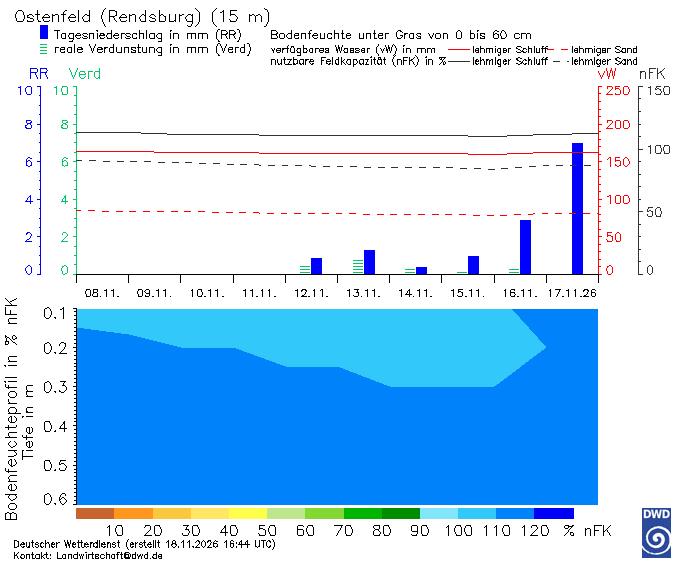 Ostenfeld (Rendsburg) (15 m)
Tagesniederschlag in mm (RR)
reale Verdunstung in mm (Verd)
Bodenfeuchte unter Gras von 0 bis 60 cm
verfügbares Wasser (vW) in mm lehmiger Schluff lehmiger Sand
nutzbare Feldkapazität (nFK) in % lehmiger Schluff lehmiger Sand
RR Verd vW nFK
10 10 250 150
8 8 200
6 6 150 100
4 4 100 50
2 2 50
0 0 0 0
08.11. 09.11. 10.11. 11.11. 12.11. 13.11. 14.11. 15.11. 16.11. 17.11.26
Bodenfeuchteprofil in % nFK
Tiefe in m
0.1
0.2
0.3
0.4
0.5
0.6
10 20 30 40 50 60 70 80 90 100 110 120 % nFK
DWD
Deutscher Wetterdienst (erstellt 18.11.2026 16:44 UTC)
Kontakt: Landwirtschaft@dwd.de